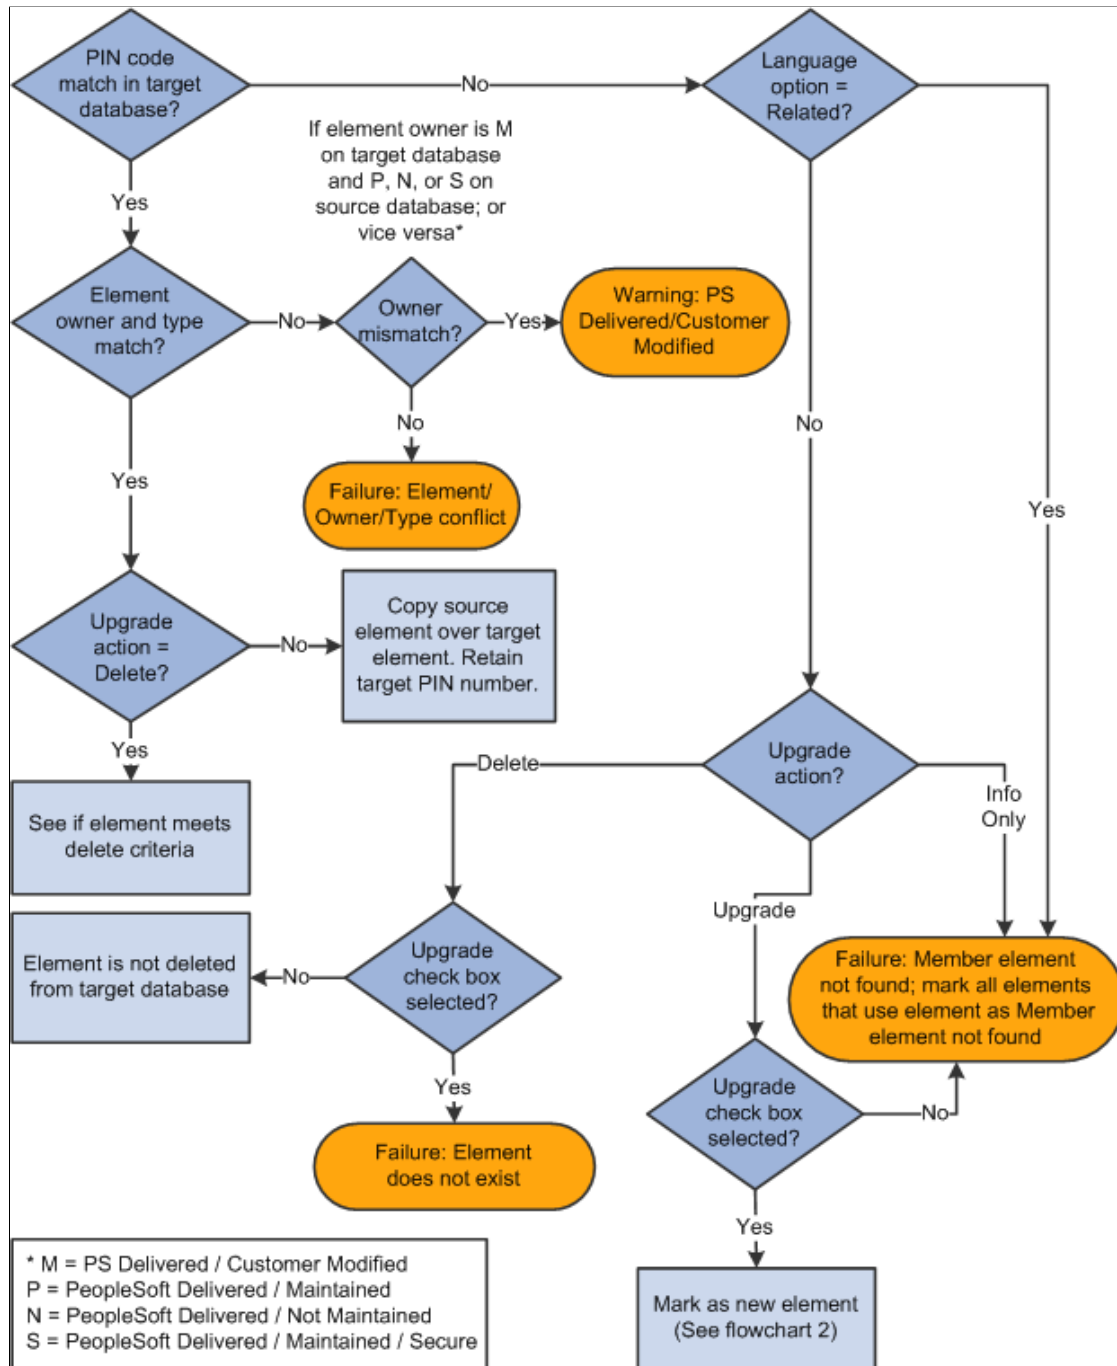 PIN code
match in target
database?
No
Language
option =
Related?
If element owner is M
on target database
and P, N, or S on
source database; or
vice versa*
Yes
Element
owner and type
match?
No
Owner
mismatch?
Yes
Warning: PS
Delivered/Customer
Modified
No
No
Yes
Failure: Element/
Owner/Type conflict
Yes
Upgrade
action =
Delete?
No
Copy source
element over target
element. Retain
target PIN number.
Yes
Delete
Upgrade
action?
Info
Only
See if element meets
delete criteria
Upgrade
Element is not deleted
from target database
No
Upgrade
check box
selected?
Failure: Member element
not found; mark all elements
that use element as Member
element not found
Yes
Upgrade
check box
selected?
No
Failure: Element
does not exist
Yes
* M = PS Delivered / Customer Modified
P = PeopleSoft Delivered / Maintained
N = PeopleSoft Delivered / Not Maintained
S = PeopleSoft Delivered / Maintained / Secure
Mark as new element
(See flowchart 2)